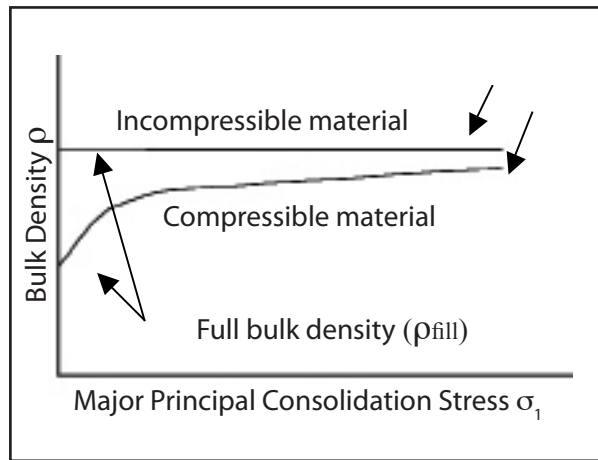 Incompressible material
Compressible material
Full bulk density (ρfill)
Bulk Density ρ
Major Principal Consolidation Stress σ1